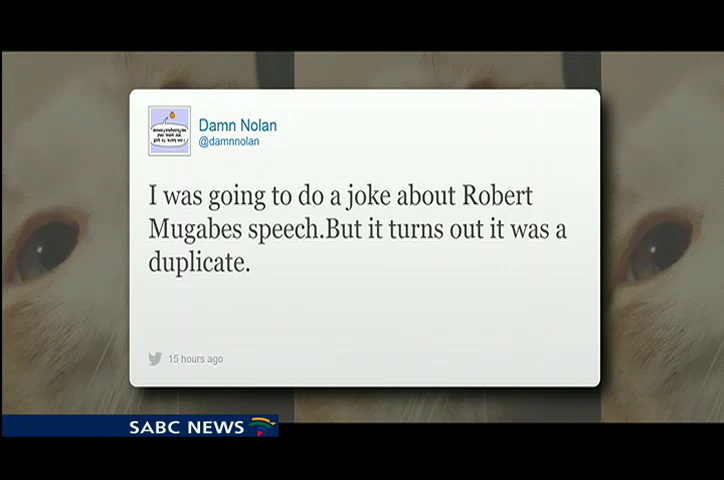 Damn Nolan
@damnnolan
I was going to do a joke about Robert
Mugabes speech.But it turns out it was a
duplicate.
15 hours ago
SABC NEWS